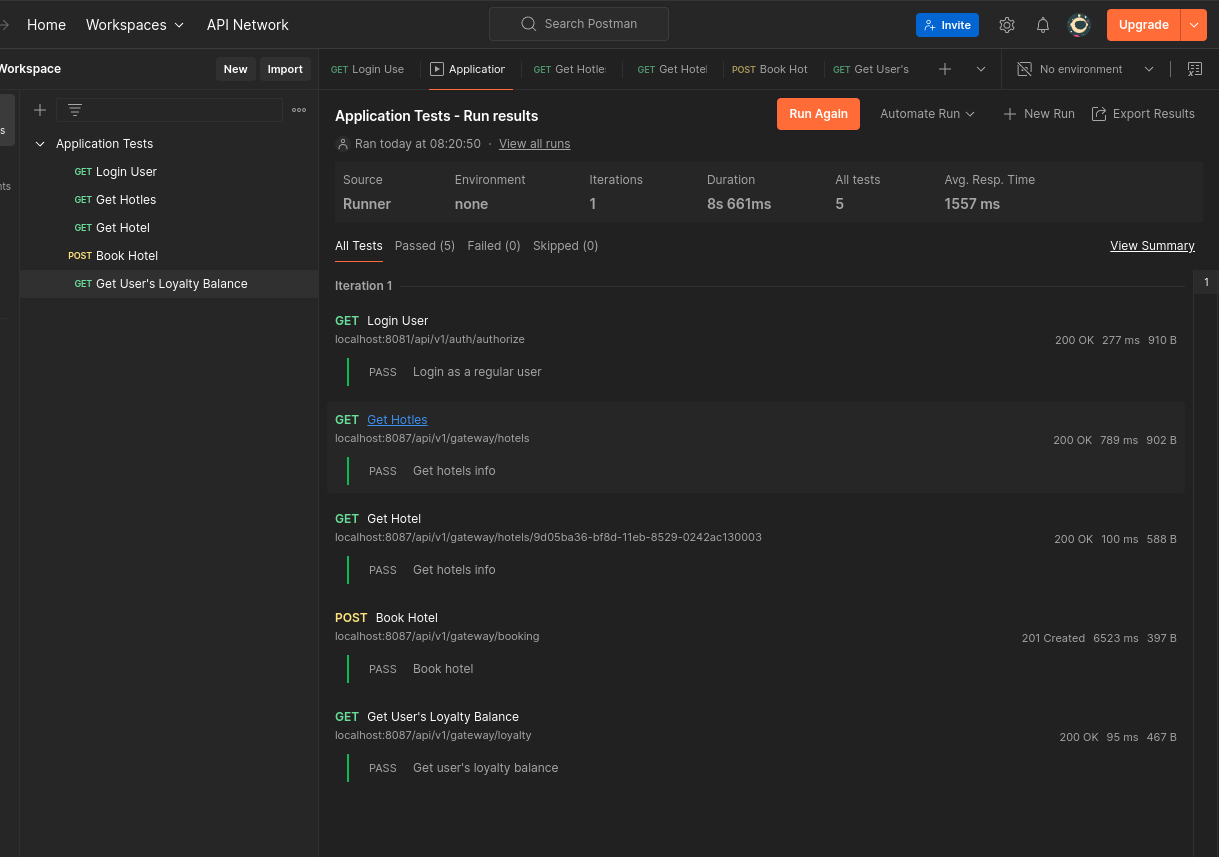 Home Workspaces API Network Search Postman Invite Upgrade
Workspace New Import
GET Login Use Application GET Get Hotle GET Get Hotel POST Book Hot GET Get User's No environment
Application Tests
GET Login User
GET Get Hotles
GET Get Hotel
POST Book Hotel
GET Get User's Loyalty Balance
Application Tests - Run results Run Again Automate Run New Run Export Results
Ran today at 08:20:50 · View all runs
Source Environment Iterations Duration All tests Avg. Resp. Time
Runner none 1 8s 661ms 5 1557 ms
All Tests Passed (5) Failed (0) Skipped (0) View Summary
Iteration 1
1
GET Login User
localhost:8081/api/v1/auth/authorize 200 OK 277 ms 910 B
PASS Login as a regular user
GET Get Hotles
localhost:8087/api/v1/gateway/hotels 200 OK 789 ms 902 B
PASS Get hotels info
GET Get Hotel
localhost:8087/api/v1/gateway/hotels/9d05ba36-bf8d-11eb-8529-0242ac130003 200 OK 100 ms 588 B
PASS Get hotels info
POST Book Hotel
localhost:8087/api/v1/gateway/booking 201 Created 6523 ms 397 B
PASS Book hotel
GET Get User's Loyalty Balance
localhost:8087/api/v1/gateway/loyalty 200 OK 95 ms 467 B
PASS Get user's loyalty balance